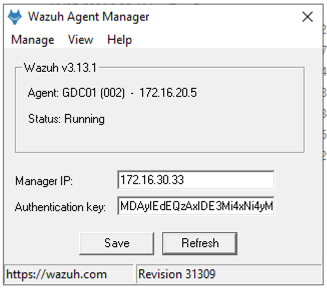 Wazuh Agent Manager
Manage View Help
Wazuh v3.13.1
Agent: GDC01 (002) - 172.16.20.5
Status: Running
Manager IP: 172.16.30.33
Authentication key: MDAyIEdEQzAxIDE3Mi4xNi4yM
Save Refresh
https://wazuh.com Revision 31309